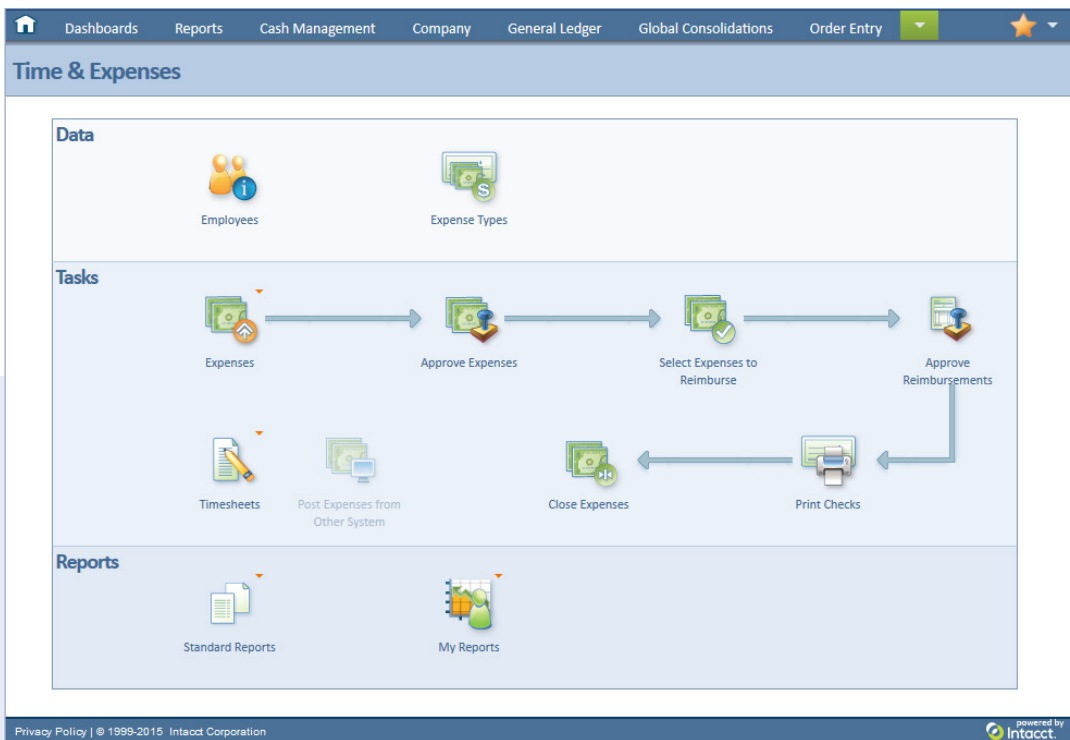 Dashboards Reports Cash Management Company General Ledger Global Consolidations Order Entry
Time & Expenses
Data
Employees Expense Types
Tasks
Expenses Approve Expenses Select Expenses to Approve
Reimburse Reimbursements
Timesheets Post Expenses from Close Expenses Print Checks
Other System
Reports
Standard Reports My Reports
Privacy Policy | © 1999-2015 Intacct Corporation
powered by
Intacct.